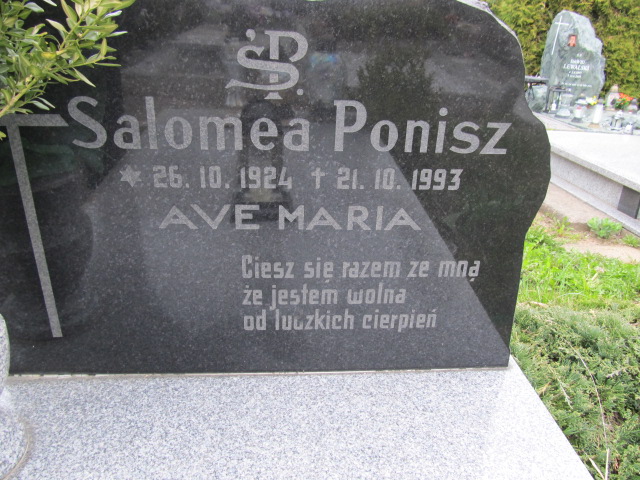 ŚP.
Salomea Ponisz
* 26. 10. 1924 † 21. 10. 1993
AVE MARIA
Ciesz się razem ze mną
że jestem wolna
od ludzkich cierpień